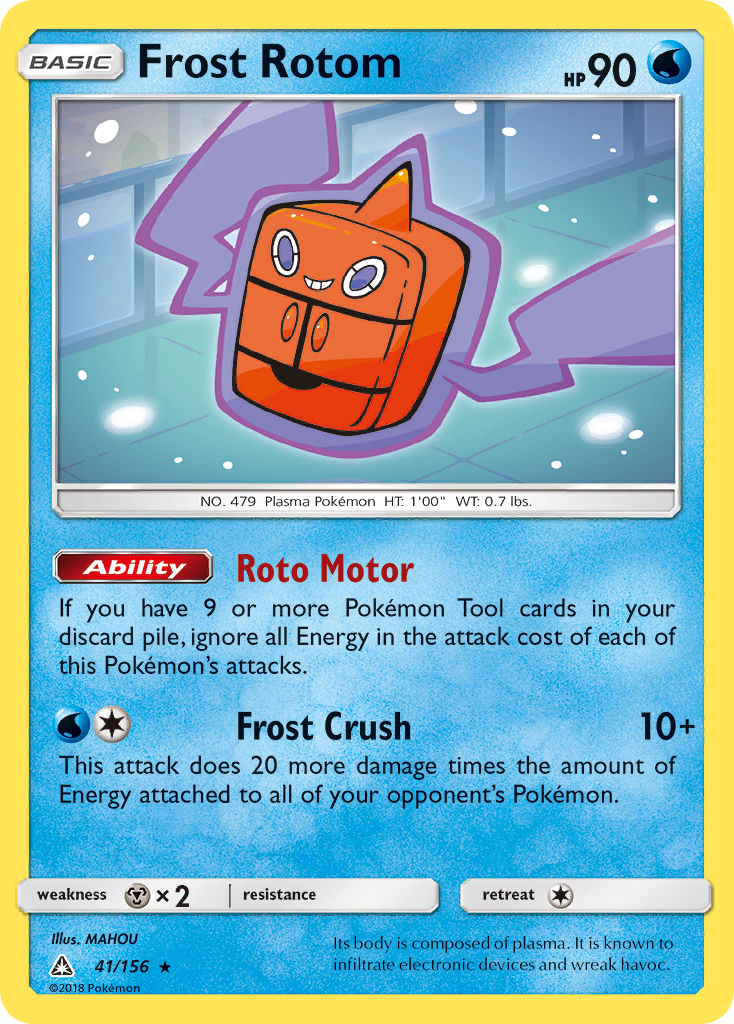 BASIC Frost Rotom HP 90
NO. 479 Plasma Pokémon HT: 1'00" WT: 0.7 lbs.
Ability Roto Motor
If you have 9 or more Pokémon Tool cards in your
discard pile, ignore all Energy in the attack cost of each of
this Pokémon's attacks.
Frost Crush 10+
This attack does 20 more damage times the amount of
Energy attached to all of your opponent's Pokémon.
weakness ×2 resistance retreat
Illus. MAHOU
41/156 ★
©2018 Pokémon
Its body is composed of plasma. It is known to
infiltrate electronic devices and wreak havoc.